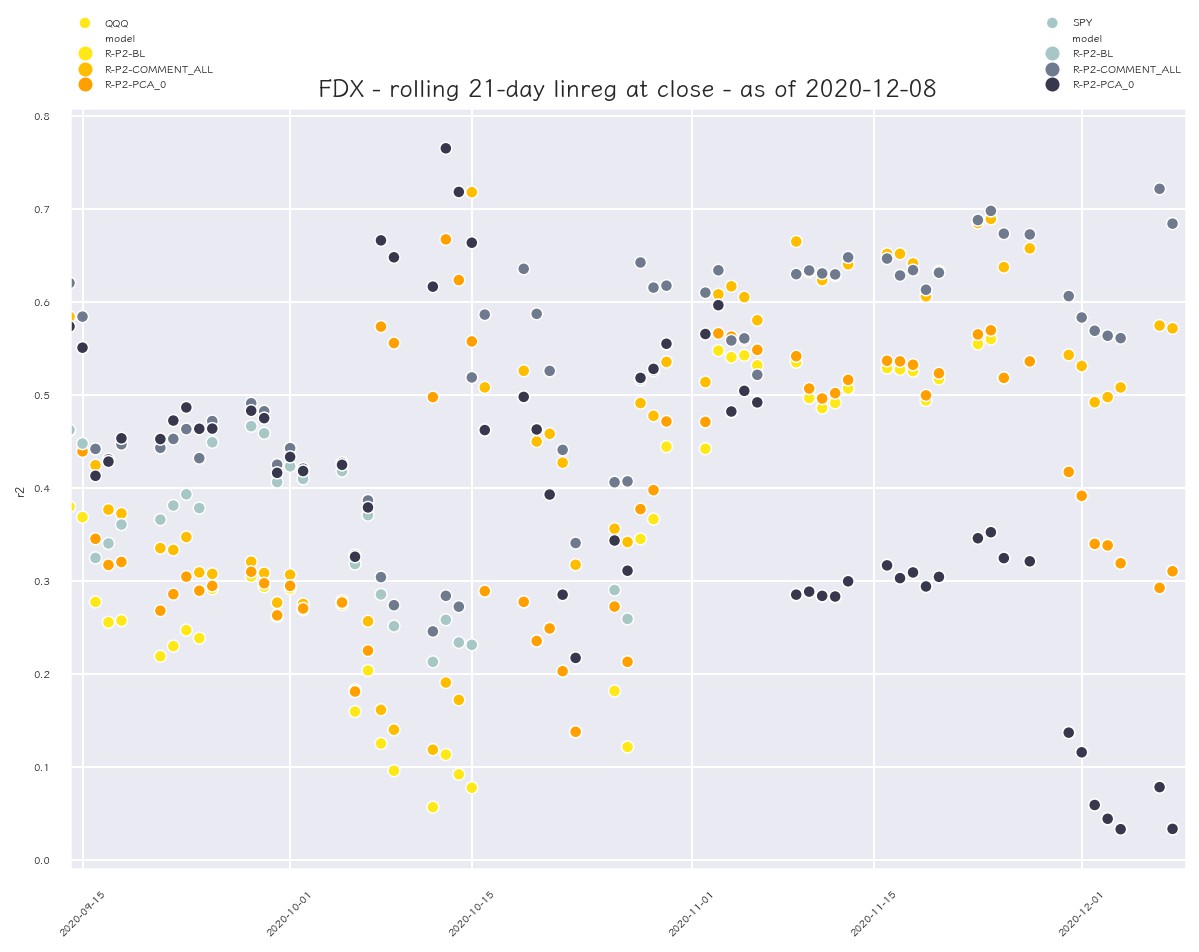 QQQ
model
R-P2-BL
R-P2-COMMENT_ALL
R-P2-PCA_0
SPY
model
R-P2-BL
R-P2-COMMENT_ALL
R-P2-PCA_0
FDX - rolling 21-day linreg at close - as of 2020-12-08
0.8
0.7
0.6
0.5
0.4
0.3
0.2
0.1
0.0
r2
2020-09-15
2020-10-01
2020-10-15
2020-11-01
2020-11-15
2020-12-01